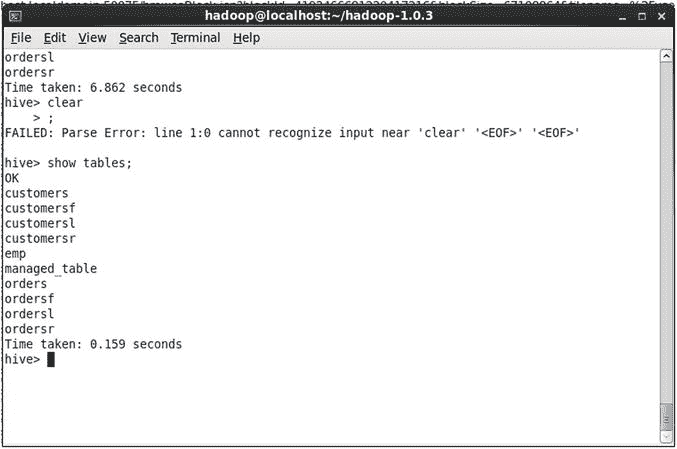 hadoop@localhost:~/hadoop-1.0.3
File Edit View Search Terminal Help
ordersl
ordersr
Time taken: 6.862 seconds
hive> clear
    > ;
FAILED: Parse Error: line 1:0 cannot recognize input near 'clear' '<EOF>' '<EOF>'
hive> show tables;
OK
customers
customersf
customersl
customersr
emp
managed_table
orders
ordersf
ordersl
ordersr
Time taken: 0.159 seconds
hive>